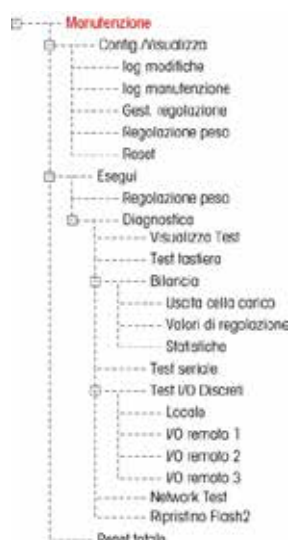 Manutenzione
Config./Visualizza
log modifiche
log manutenzione
Gest. regolazione
Regolazione peso
Reset
Esegui
Regolazione peso
Diagnostica
Visualizza Test
Test tastiera
Bilancia
Uscita cella carico
Valori di regolazione
Statistiche
Test seriale
Test I/O Discreti
Locale
I/O remoto 1
I/O remoto 2
I/O remoto 3
Network Test
Ripristino Flash2
Reset totale